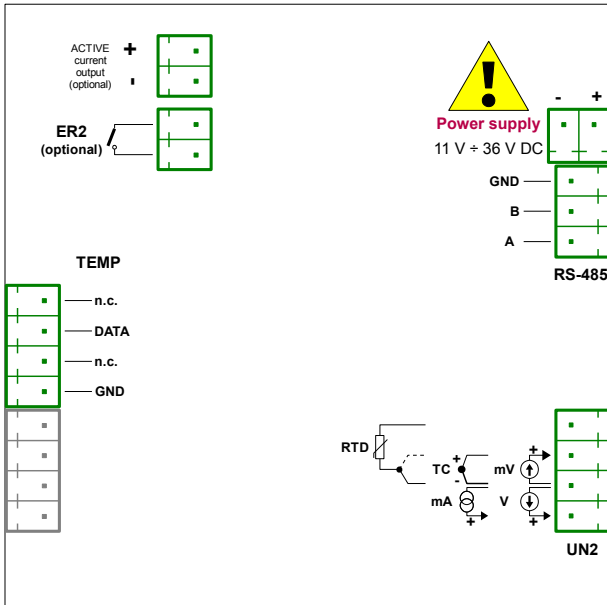 ACTIVE
current
output
(optional)
+
-
ER2
(optional)
Power supply
11 V ÷ 36 V DC
- +
GND
B
A
RS-485
TEMP
n.c.
DATA
n.c.
GND
RTD
TC
+
-
mV
+
mA
+
V
+
UN2